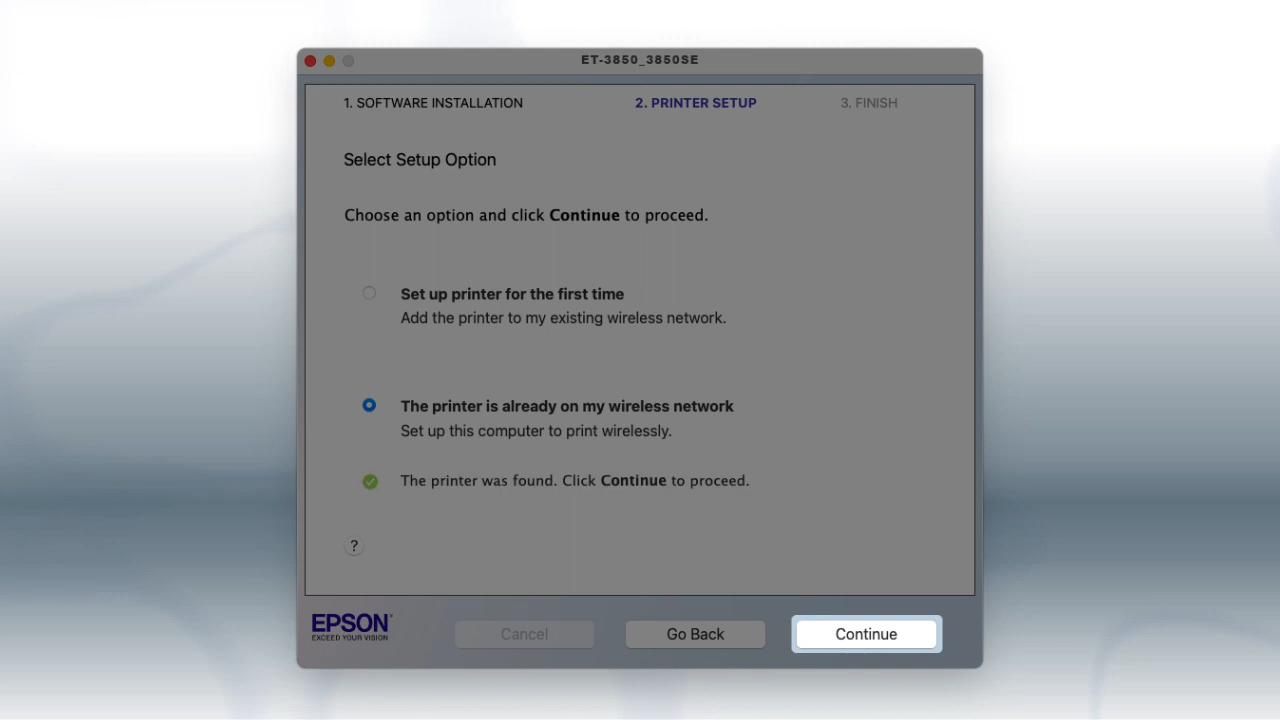 ET-3850_3850SE
1. SOFTWARE INSTALLATION
2. PRINTER SETUP
3. FINISH
Select Setup Option
Choose an option and click Continue to proceed.
Set up printer for the first time
Add the printer to my existing wireless network.
The printer is already on my wireless network
Set up this computer to print wirelessly.
The printer was found. Click Continue to proceed.
?
EPSON
EXCEED YOUR VISION
Cancel
Go Back
Continue